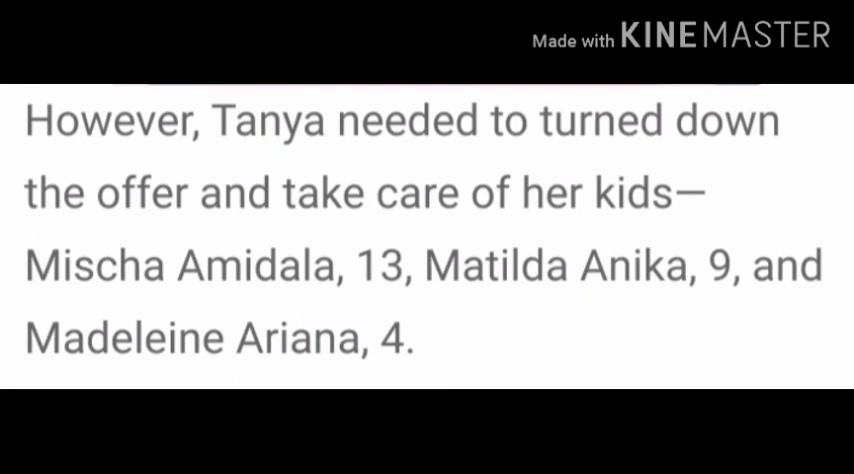 Made with KINEMASTER
However, Tanya needed to turned down
the offer and take care of her kids—
Mischa Amidala, 13, Matilda Anika, 9, and
Madeleine Ariana, 4.